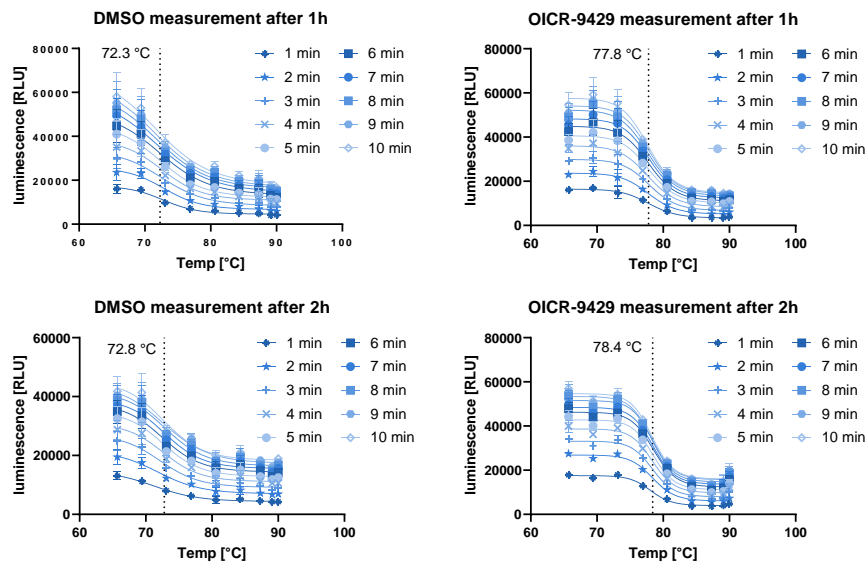 DMSO measurement after 1h
72.3 °C
1 min
2 min
3 min
4 min
5 min
6 min
7 min
8 min
9 min
10 min
luminescence [RLU]
80000
60000
40000
20000
0
60
70
80
90
100
Temp [°C]
OICR-9429 measurement after 1h
77.8 °C
1 min
2 min
3 min
4 min
5 min
6 min
7 min
8 min
9 min
10 min
luminescence [RLU]
80000
60000
40000
20000
0
60
70
80
90
100
Temp [°C]
DMSO measurement after 2h
72.8 °C
1 min
2 min
3 min
4 min
5 min
6 min
7 min
8 min
9 min
10 min
luminescence [RLU]
60000
40000
20000
0
60
70
80
90
100
Temp [°C]
OICR-9429 measurement after 2h
78.4 °C
1 min
2 min
3 min
4 min
5 min
6 min
7 min
8 min
9 min
10 min
luminescence [RLU]
80000
60000
40000
20000
0
60
70
80
90
100
Temp [°C]